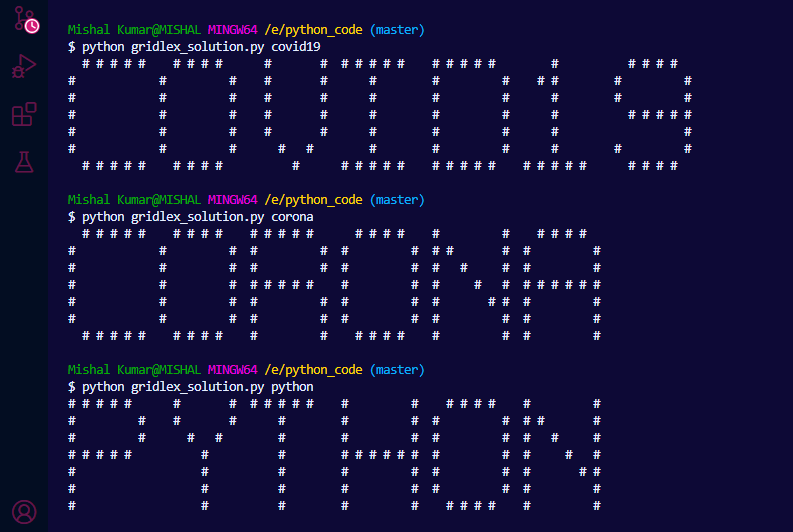 Mishal Kumar@MISHAL MINGW64 /e/python_code (master)
$ python gridlex_solution.py covid19
  # # # # #   # # # #      #       # # # # # #   # # # # #        #          # # # #
#            #         #    #       #      #        #         #    # #        #         #
#            #         #    #       #      #        #         #       #        #         #
#            #         #    #       #      #        #         #       #          # # # # #
#            #         #    #       #      #        #         #       #                  #
#            #         #      #   #        #        #         #       #        #         #
  # # # # #   # # # #          #      # # # # #   # # # # #   # # # # #      # # # #
Mishal Kumar@MISHAL MINGW64 /e/python_code (master)
$ python gridlex_solution.py corona
  # # # # #   # # # #    # # # # #      # # # #    #         #    # # # #
#            #         # #         # #         # # #       # #         #
#            #         # #         # #         # #   #     # #         #
#            #         # # # # # #   #         # #     #   # # # # # # #
#            #         # #         # #         # #       # # #         #
#            #         # #         # #         # #         # #         #
  # # # # #   # # # #    #         #   # # # #   #         # #         #
Mishal Kumar@MISHAL MINGW64 /e/python_code (master)
$ python gridlex_solution.py python
# # # # #      #       # # # # # #    #         #    # # # #    #         #
#         #    #       #      #       #         # #         # # #       #
#         #      #   #        #       #         # #         # #   #     #
# # # # #          #          #       # # # # # # #         # #     #   #
#                  #          #       #         # #         # #       # #
#                  #          #       #         # #         # #         #
#                  #          #       #         #   # # # #   #         #